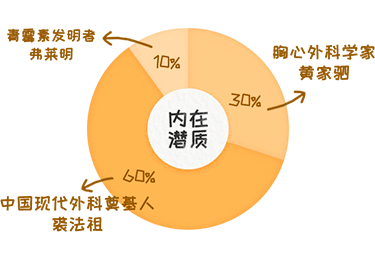 青霉素发明者
弗莱明
10%
胸心外科学家
黄家驷
30%
内在
潜质
60%
中国现代外科奠基人
裘法祖